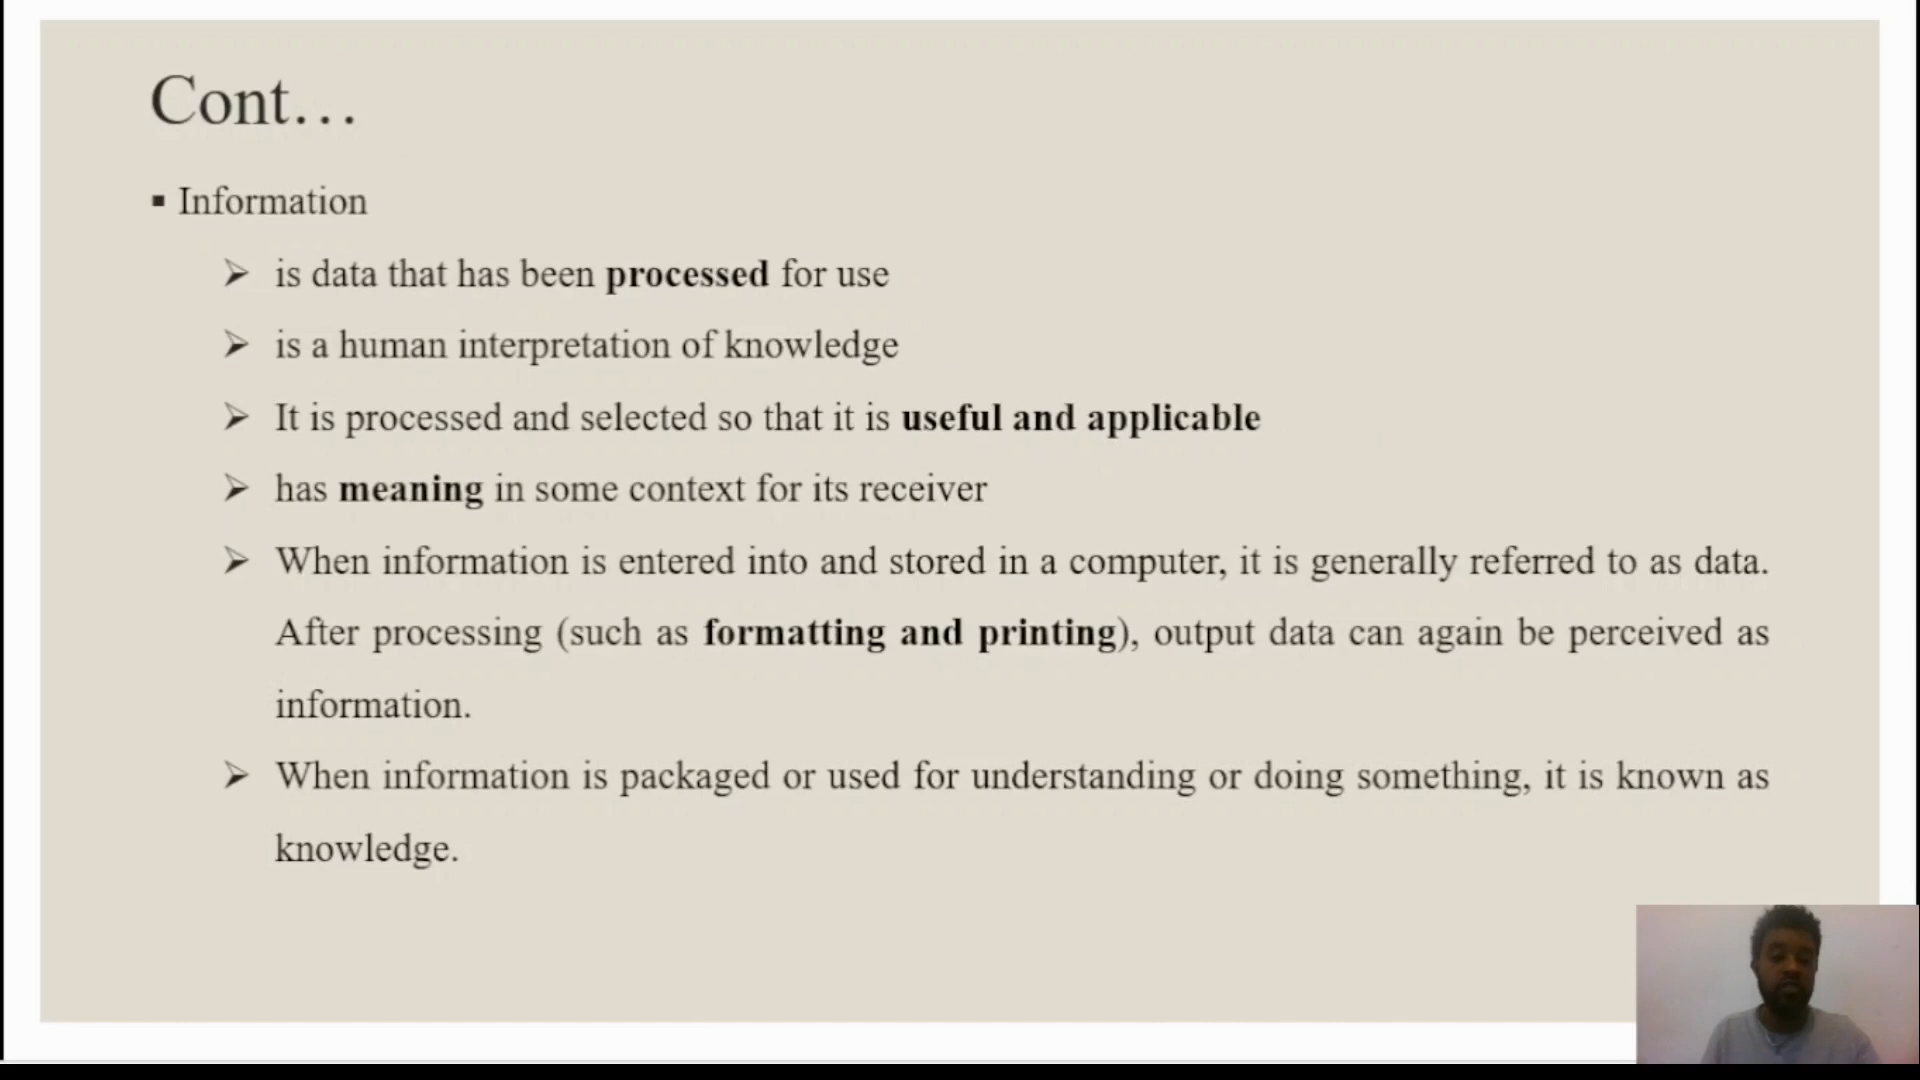 Cont…
▪ Information
➢ is data that has been processed for use
➢ is a human interpretation of knowledge
➢ It is processed and selected so that it is useful and applicable
➢ has meaning in some context for its receiver
➢ When information is entered into and stored in a computer, it is generally referred to as data.
After processing (such as formatting and printing), output data can again be perceived as
information.
➢ When information is packaged or used for understanding or doing something, it is known as
knowledge.